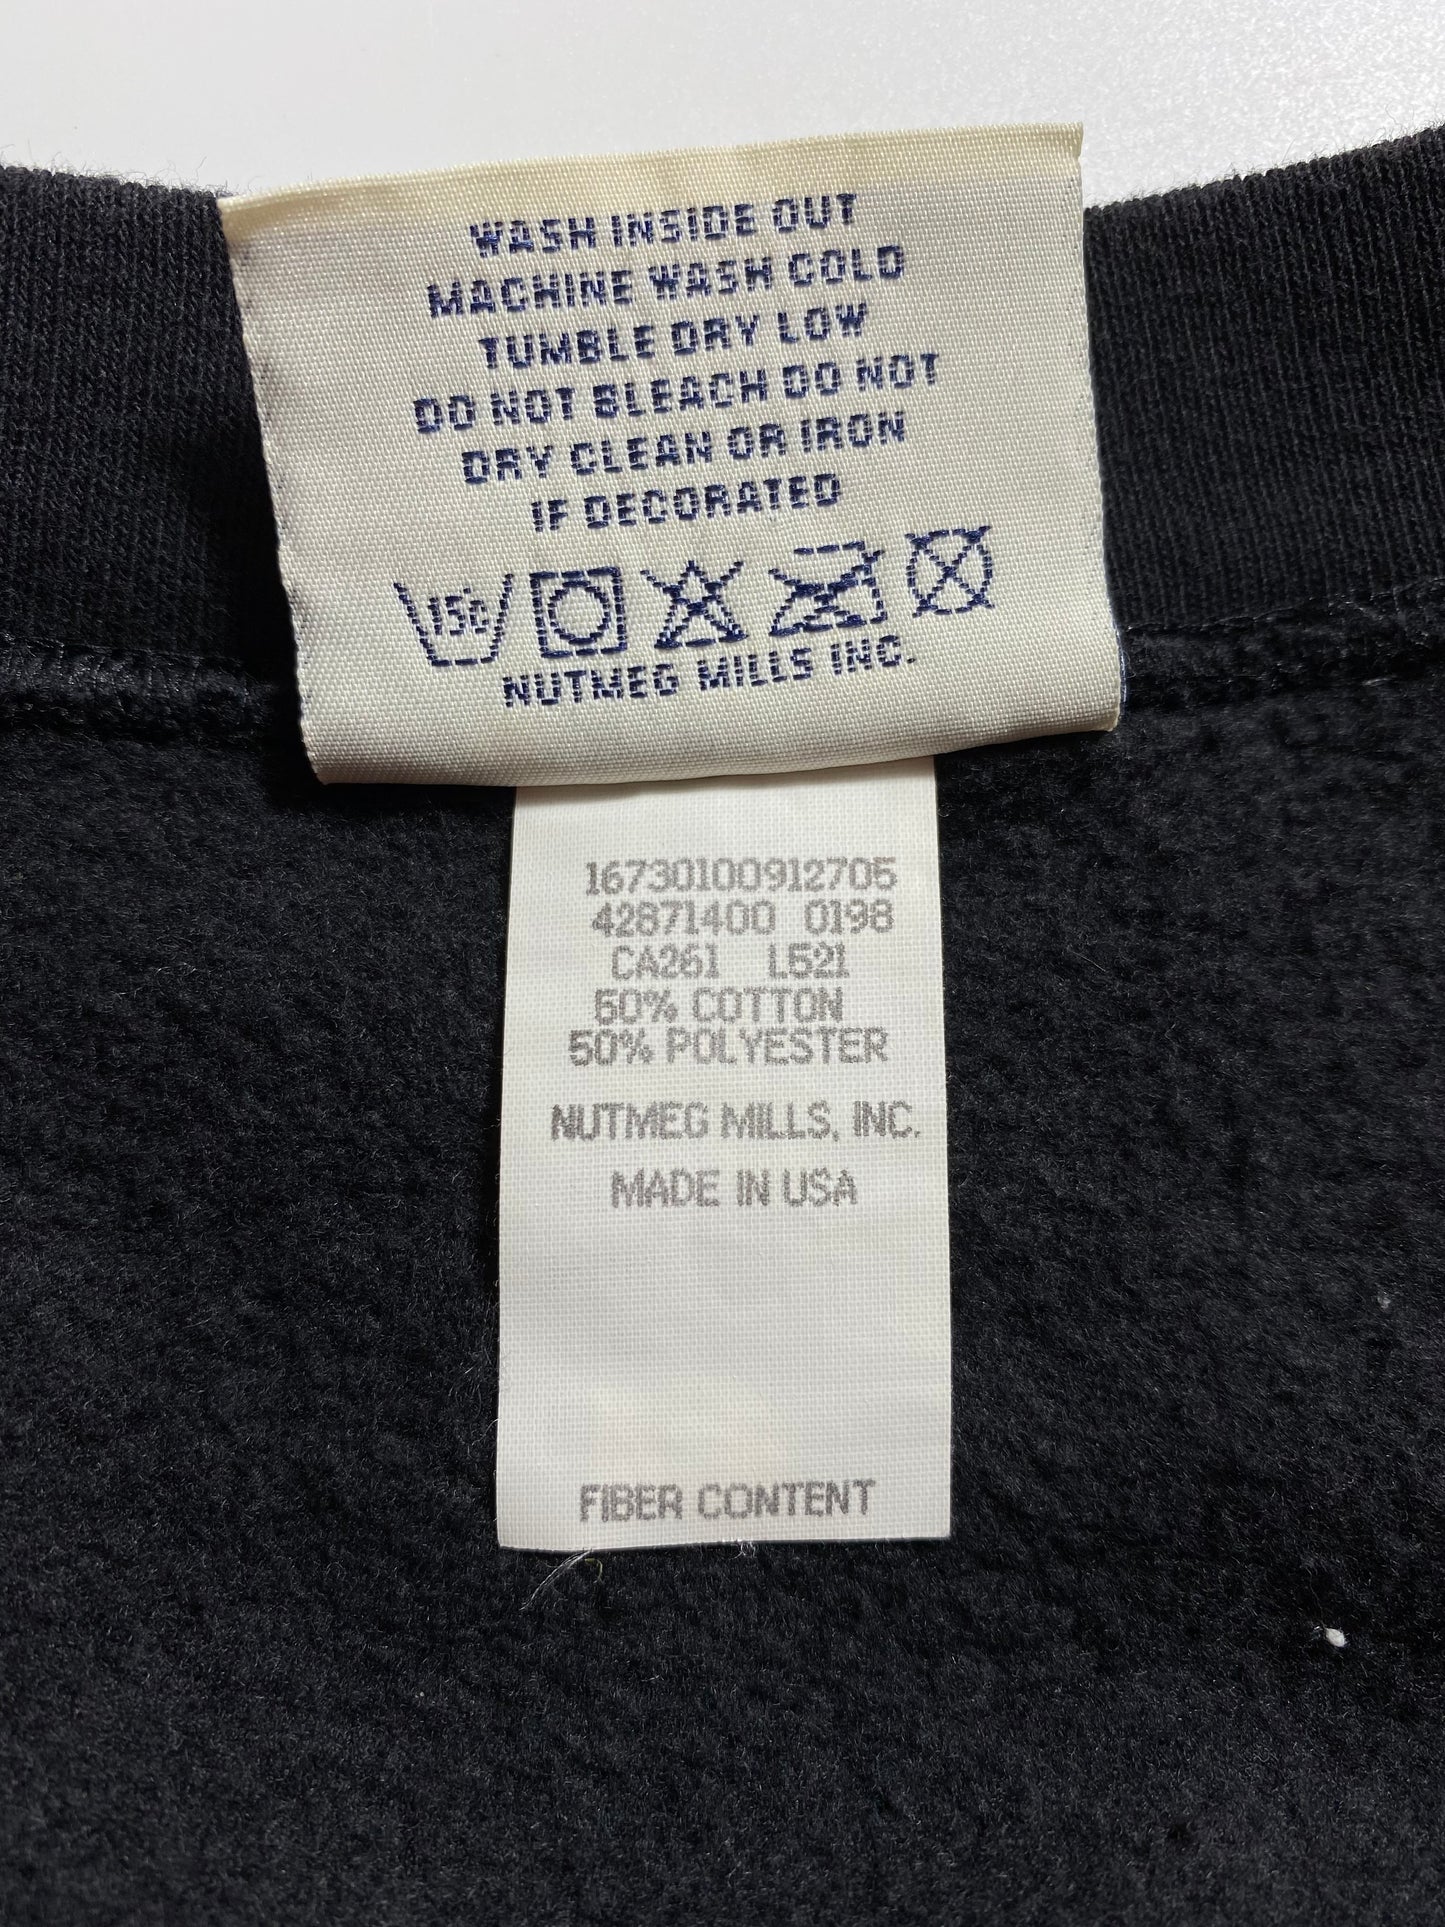 WASH INSIDE OUT
MACHINE WASH COLD
TUMBLE DRY LOW
DO NOT BLEACH DO NOT
DRY CLEAN OR IRON
IF DECORATED
15°C
NUTMEG MILLS INC.
16730100912705
42871400 0198
CA261 L521
50% COTTON
50% POLYESTER
NUTMEG MILLS, INC.
MADE IN USA
FIBER CONTENT